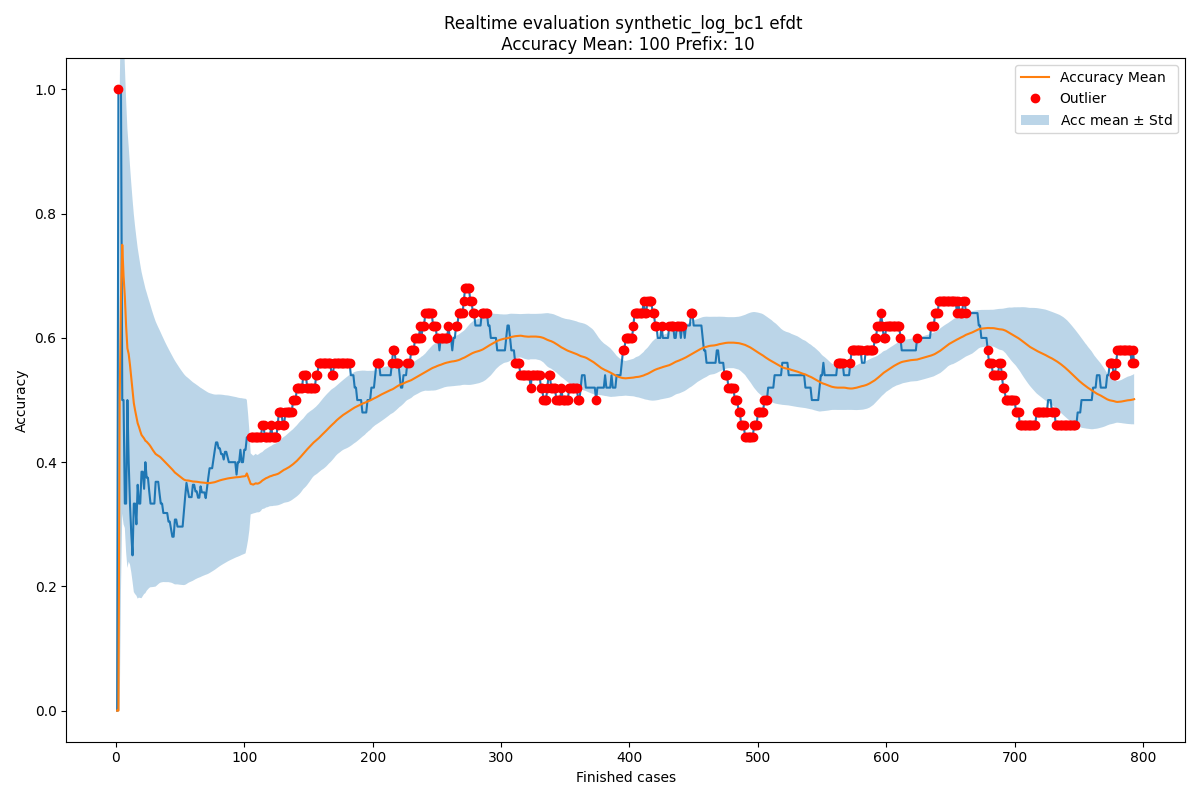 Realtime evaluation synthetic_log_bc1 efdt
Accuracy Mean: 100 Prefix: 10
Accuracy Mean
Outlier
Acc mean ± Std
1.0
0.8
0.6
0.4
0.2
0.0
Accuracy
0 100 200 300 400 500 600 700 800
Finished cases